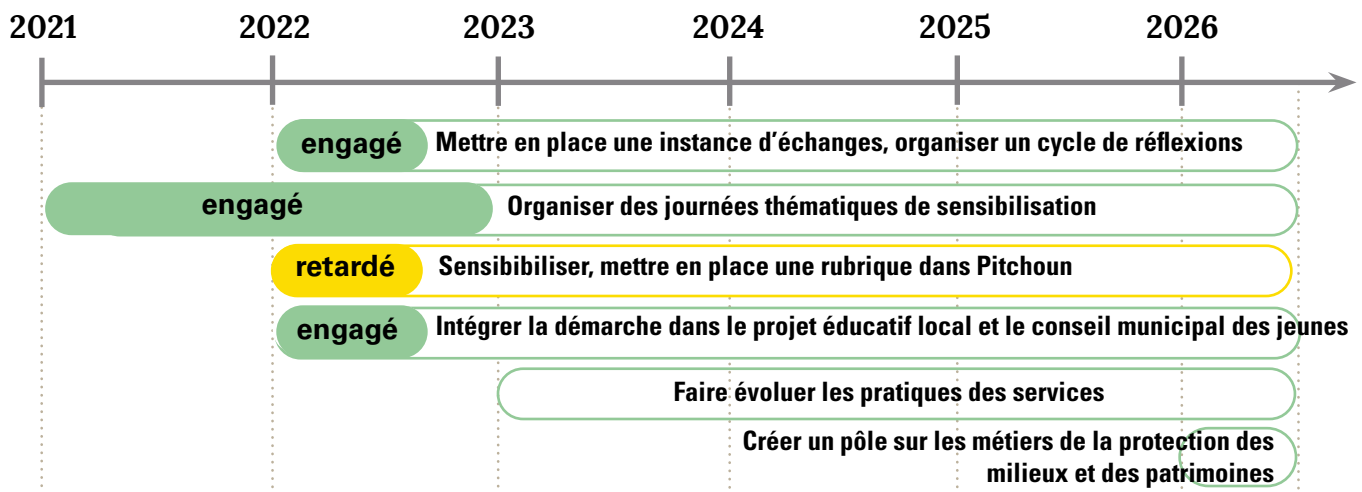 2021 2022 2023 2024 2025 2026
engagé Mettre en place une instance d’échanges, organiser un cycle de réflexions
engagé Organiser des journées thématiques de sensibilisation
retardé Sensibibiliser, mettre en place une rubrique dans Pitchoun
engagé Intégrer la démarche dans le projet éducatif local et le conseil municipal des jeunes
Faire évoluer les pratiques des services
Créer un pôle sur les métiers de la protection des
milieux et des patrimoines